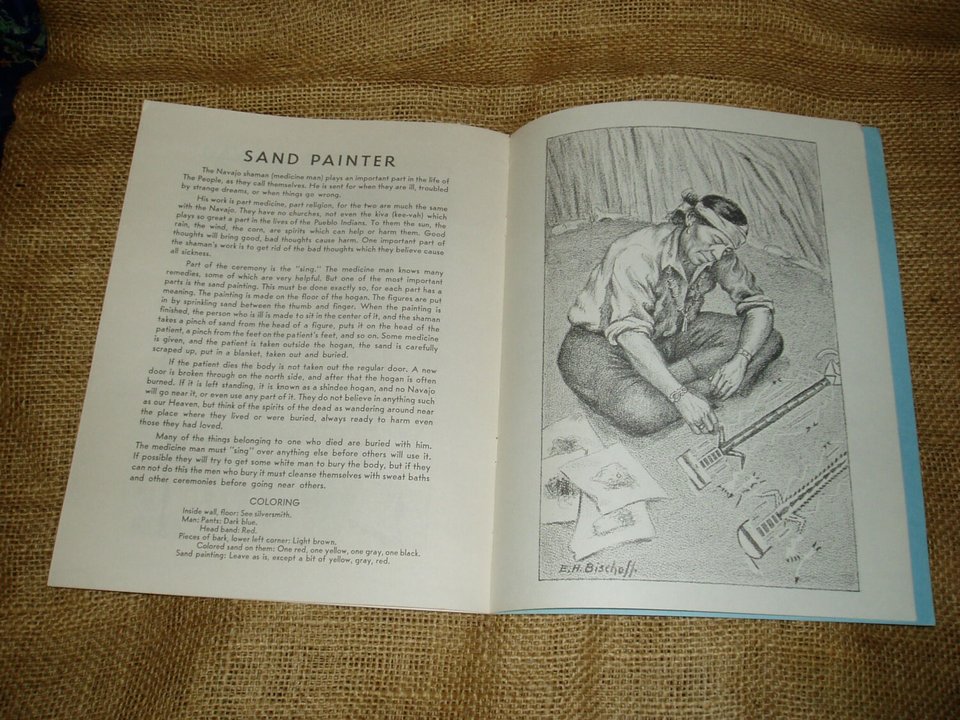 SAND PAINTER
The Navajo shaman (medicine man) plays an important part in the life of
The People, as they call themselves. He is sent for when they are ill, troubled
by strange dreams, or when things go wrong.
His work is part medicine, part religion, for the two are much the same
with the Navajo. They have no churches, not even the kiva (kee-vah) which
plays so great a part in the lives of the Pueblo Indians. To them the sun, the
rain, the wind, the corn, are spirits which can help or harm them. Good
thoughts will bring good, bad thoughts cause harm. One important part of
the shaman's work is to get rid of the bad thoughts which they believe cause
all sickness.
Part of the ceremony is the "sing." The medicine man knows many
remedies, some of which are very helpful. But one of the most important
parts is the sand painting. This must be done exactly so, for each part has a
meaning. The painting is made on the floor of the hogan. The figures are put
in by sprinkling sand between the thumb and finger. When the painting is
finished, the person who is ill is made to sit in the center of it, and the shaman
takes a pinch of sand from the head of a figure, puts it on the head of the
patient, a pinch from the feet on the patient's feet, and so on. Some medicine
is given, and the patient is taken outside the hogan, the sand is carefully
scraped up, put in a blanket, taken out and buried.
If the patient dies the body is not taken out the regular door. A new
door is broken through on the north side, and after that the hogan is often
burned. If it is left standing, it is known as a shindee hogan, and no Navajo
will go near it, or even use any part of it. They do not believe in anything such
as our Heaven, but think of the spirits of the dead as wandering around near
the place where they lived or were buried, always ready to harm even
those they had loved.
Many of the things belonging to one who died are buried with him.
The medicine man must "sing" over anything else before others will use it.
If possible they will try to get some white man to bury the body, but if they
can not do this the men who bury it must cleanse themselves with sweat baths
and other ceremonies before going near others.
COLORING
Inside wall, floor: See silversmith.
Man: Pants: Dark blue.
Head band: Red.
Pieces of bark, lower left corner: Light brown.
Colored sand on them: One red, one yellow, one gray, one black.
Sand painting: Leave as is, except a bit of yellow, gray, red.
E.H. Bischoff